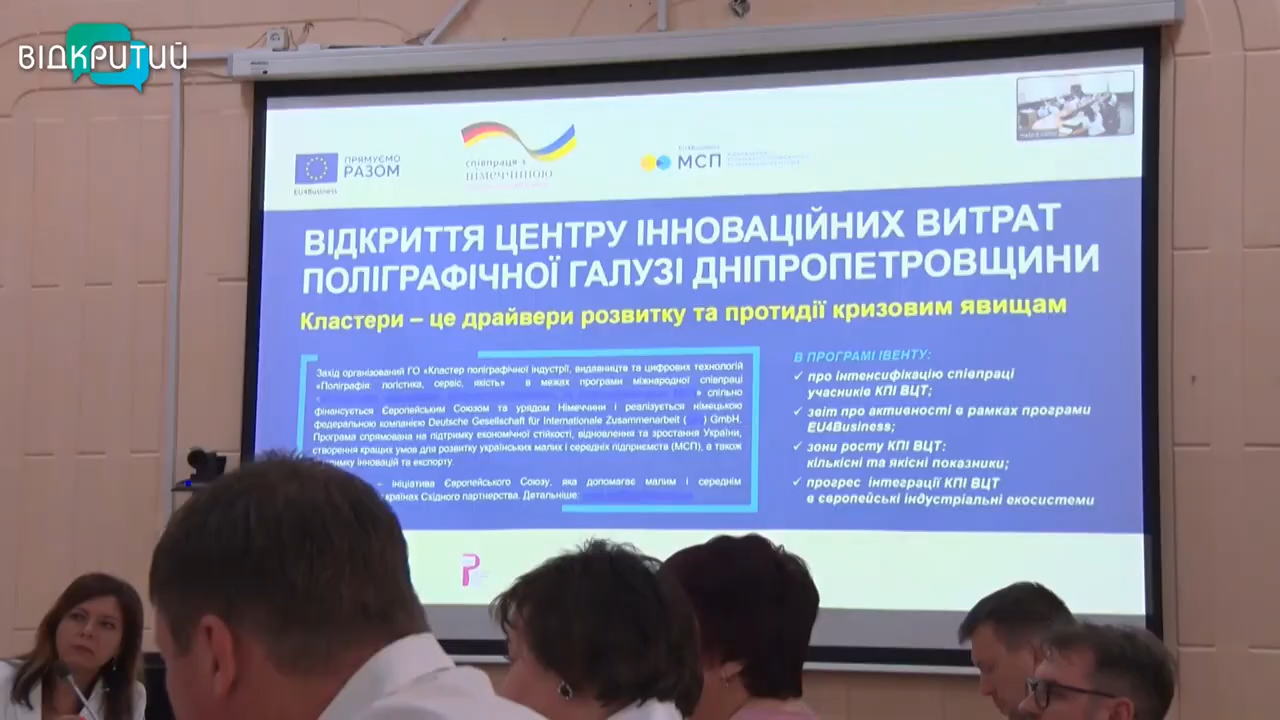 ВІДКРИТИЙ
ПРЯМУЄМО
РАЗОМ
EU4Business
співпраця з
німеччиною
EU4Business
МСП
ВІДКРИТТЯ ЦЕНТРУ ІННОВАЦІЙНИХ ВИТРАТ
ПОЛІГРАФІЧНОЇ ГАЛУЗІ ДНІПРОПЕТРОВЩИНИ
Кластери – це драйвери розвитку та протидії кризовим явищам
Захід організований ГО «Кластер поліграфічної індустрії, видавництв та цифрових технологій
«Поліграфія: логістика, сервіс, якість» в межах програми міжнародної співпраці
» спільно
фінансується Європейським Союзом та урядом Німеччини і реалізується німецькою
федеральною компанією Deutsche Gesellschaft für Internationale Zusammenarbeit ( ) GmbH.
Програма спрямована на підтримку економічної стійкості, відновлення та зростання України,
створення кращих умов для розвитку українських малих і середніх підприємств (МСП), а також
інновацій та експорту.
– ініціатива Європейського Союзу, яка допомагає малим і середнім
країнах Східного партнерства. Детальніше:
В ПРОГРАМІ ІВЕНТУ:
✓ про інтенсифікацію співпраці
учасників КПІ ВЦТ;
✓ звіт про активності в рамках програми
EU4Business;
✓ зони росту КПІ ВЦТ:
кількісні та якісні показники;
✓ прогрес інтеграції КПІ ВЦТ
в європейські індустріальні екосистеми